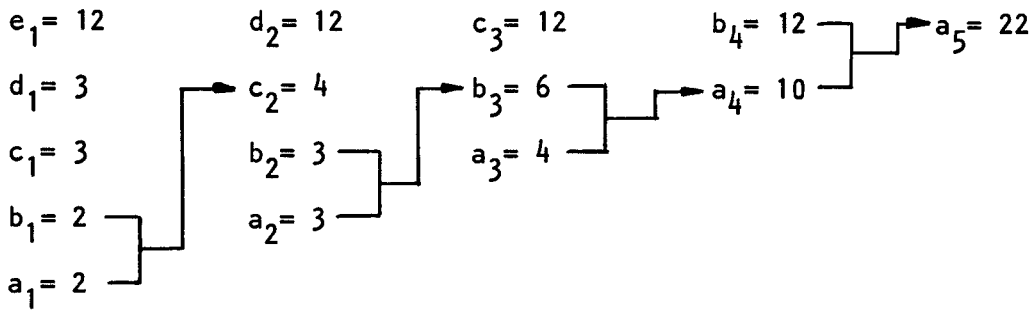 e₁= 12 d₂= 12 c₃= 12 b₄= 12 a₅= 22
d₁= 3 c₂= 4 b₃= 6 a₄= 10
c₁= 3 b₂= 3 a₃= 4
b₁= 2 a₂= 3
a₁= 2